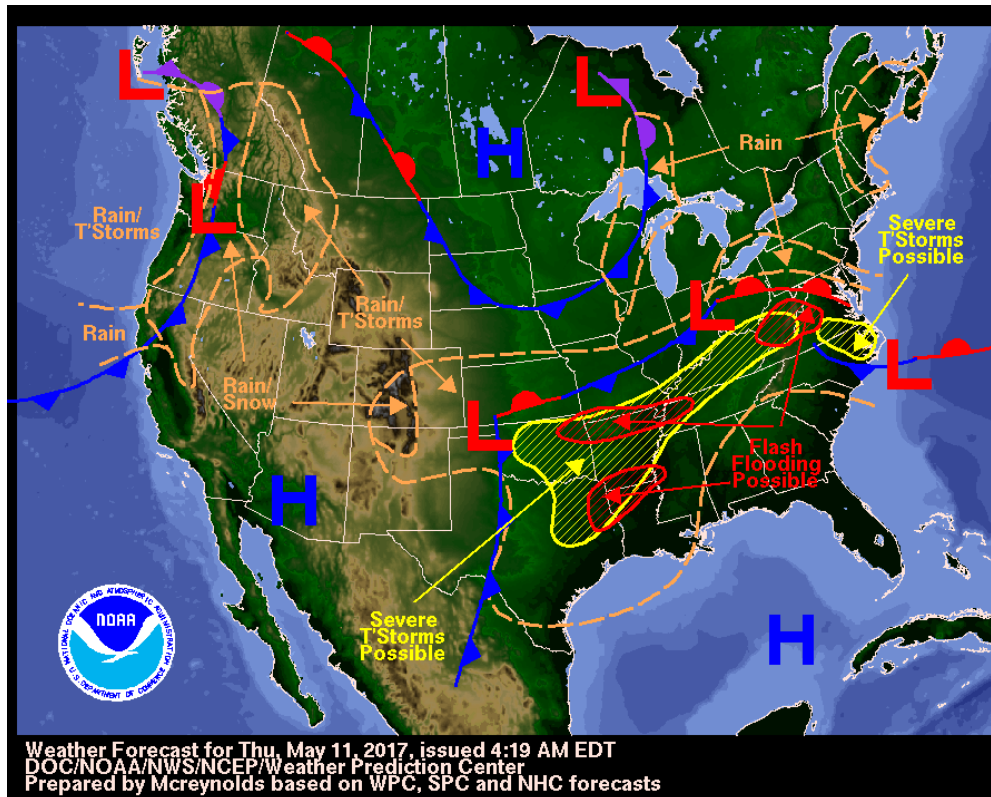 L
L
H
Rain
Rain/
T'Storms
L
Severe
T'Storms
Possible
Rain
Rain/
T'Storms
L
L
Rain/
Snow
L
Flash
Flooding
Possible
H
Severe
T'Storms
Possible
H
NATIONAL OCEANIC AND ATMOSPHERIC ADMINISTRATION
NOAA
U.S. DEPARTMENT OF COMMERCE
Weather Forecast for Thu, May 11, 2017, issued 4:19 AM EDT
DOC/NOAA/NWS/NCEP/Weather Prediction Center
Prepared by Mcreynolds based on WPC, SPC and NHC forecasts